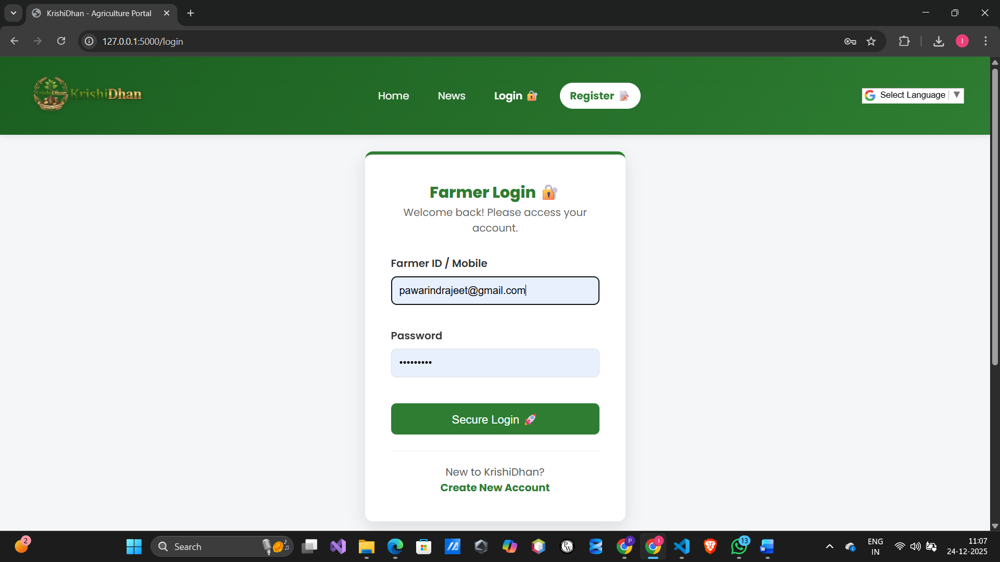 KrishiDhan - Agriculture Portal
127.0.0.1:5000/login
I
KrishiDhan
KrishiDhan
Home
News
Login
Register
Select Language
Farmer Login
Welcome back! Please access your
account.
Farmer ID / Mobile
pawarindrajeet@gmail.com
Password
•••••••••
Secure Login
New to KrishiDhan?
Create New Account
2
Search
P
I
13
W
ENG
IN
11:07
24-12-2025